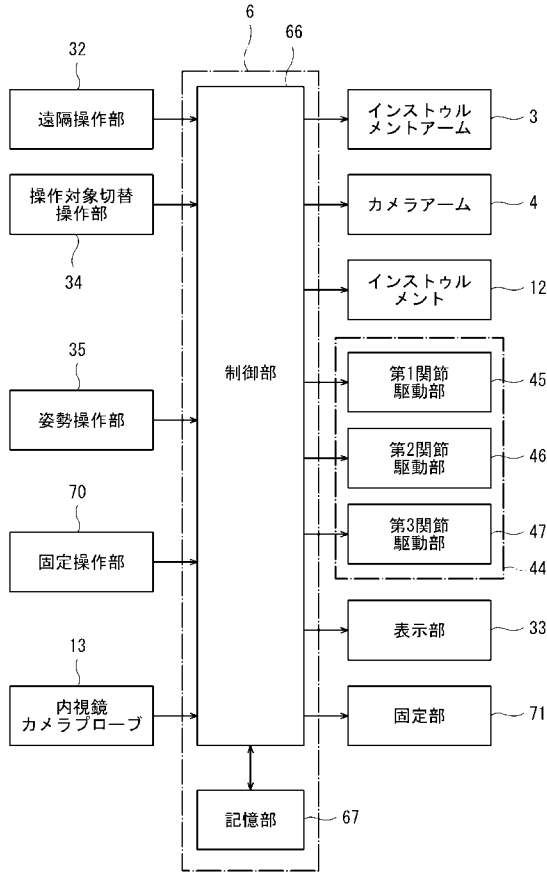 6
66
32
遠隔操作部
インストゥル
メントアーム
3
操作対象切替
操作部
34
カメラアーム
4
インストゥル
メント
12
制御部
35
姿勢操作部
第1関節
駆動部
45
第2関節
駆動部
46
第3関節
駆動部
47
44
70
固定操作部
表示部
33
13
内視鏡
カメラプローブ
固定部
71
記憶部
67